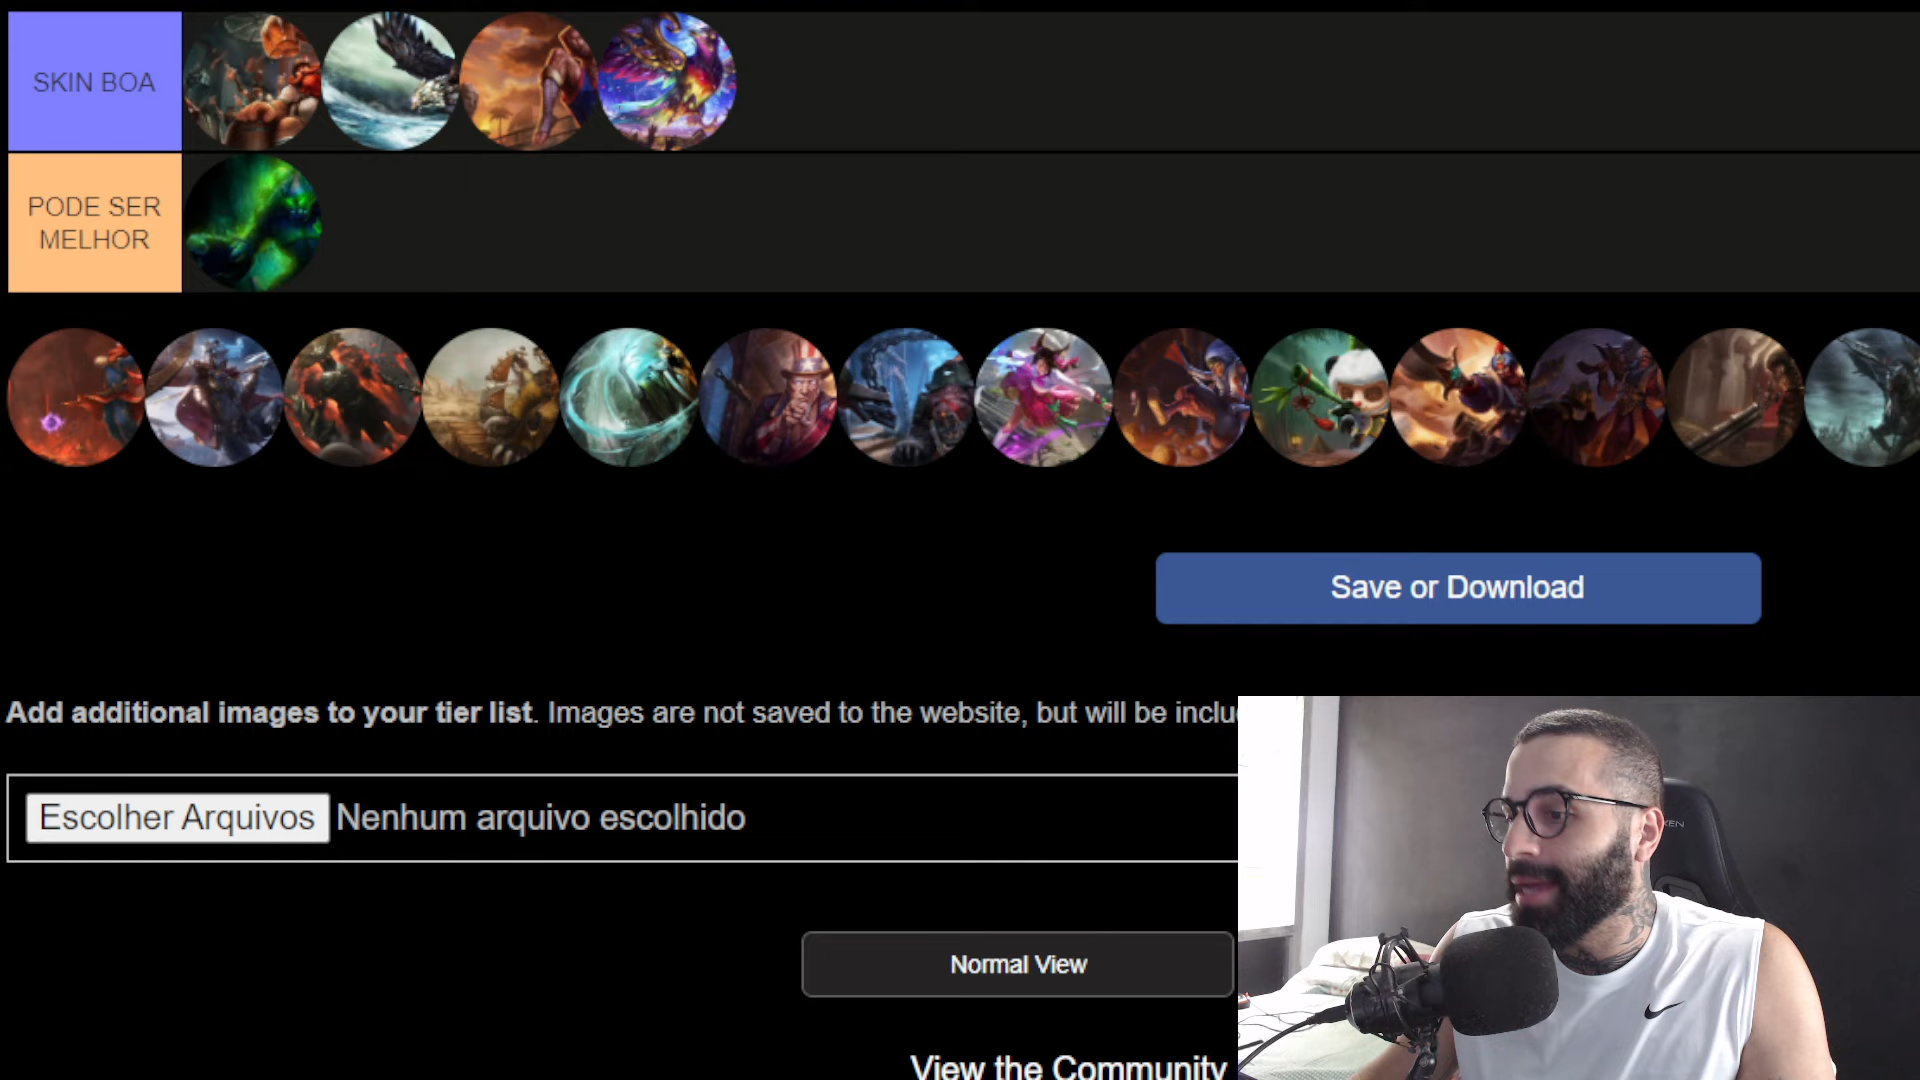 SKIN BOA
PODE SER
MELHOR
Save or Download
Add additional images to your tier list. Images are not saved to the website, but will be inclu
Escolher Arquivos Nenhum arquivo escolhido
Normal View
View the Community